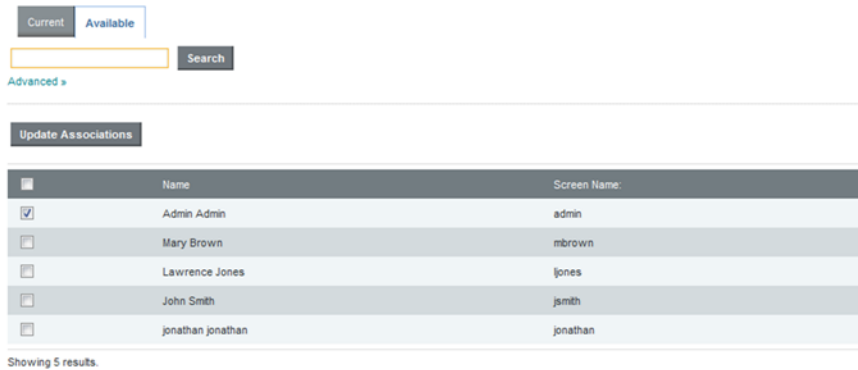 Current Available
Search
Advanced »
Update Associations
Name Screen Name:
Admin Admin admin
Mary Brown mbrown
Lawrence Jones ljones
John Smith jsmith
jonathan jonathan jonathan
Showing 5 results.